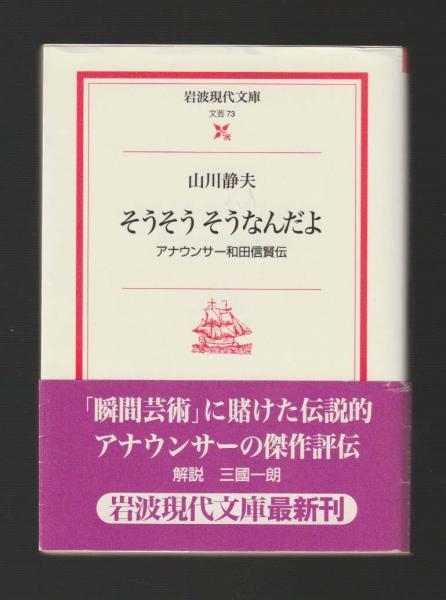 岩波現代文庫
文芸 73
山川静夫
そうそう そうなんだよ
アナウンサー和田信賢伝
「瞬間芸術」に賭けた伝説的
アナウンサーの傑作評伝
解説 三國一朗
岩波現代文庫最新刊